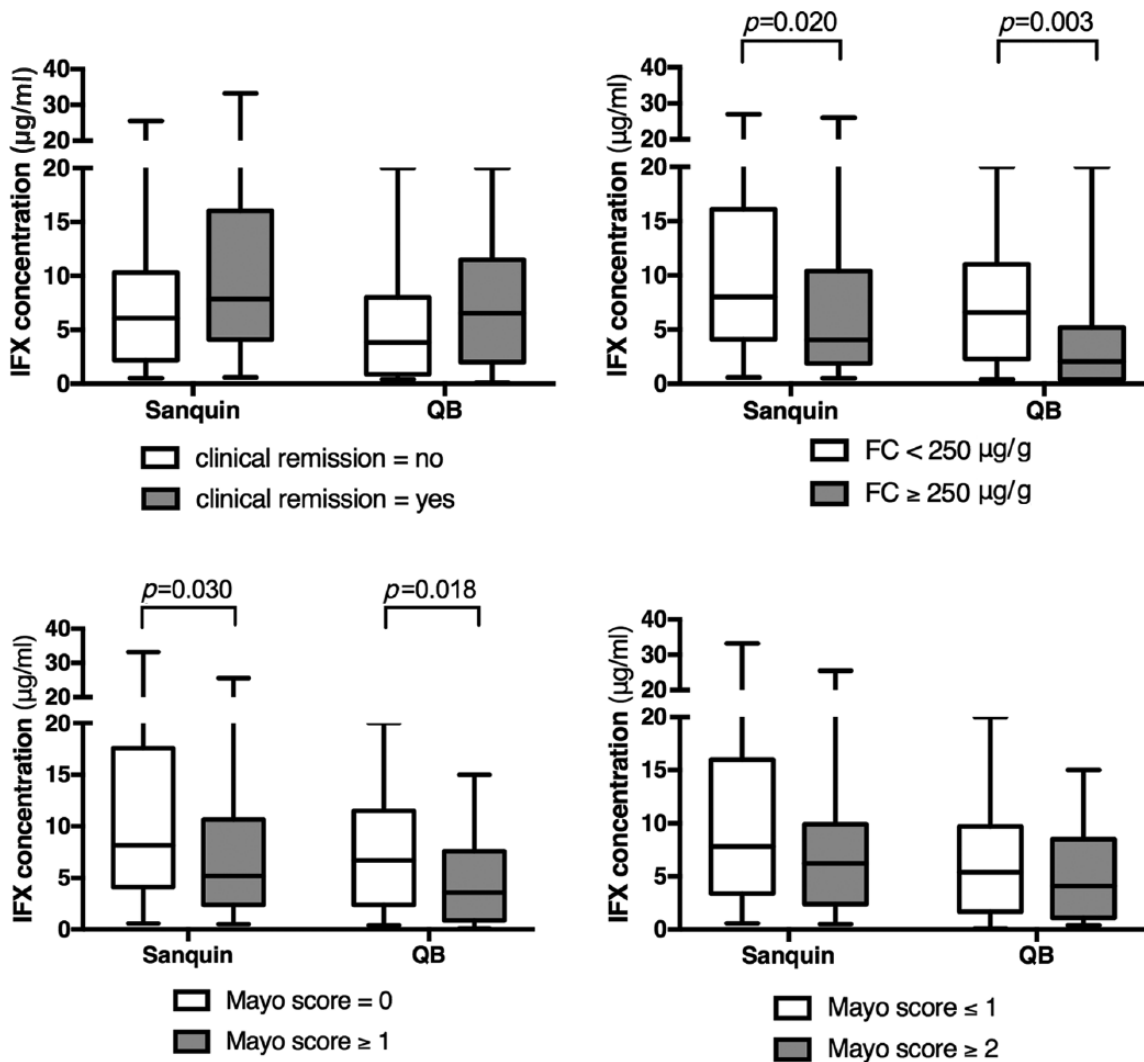 IFX concentration (µg/ml)
40
30
20
20
15
10
5
0
Sanquin QB
clinical remission = no
clinical remission = yes
p=0.020 p=0.003
IFX concentration (µg/ml)
40
30
20
20
15
10
5
0
Sanquin QB
FC < 250 µg/g
FC ≥ 250 µg/g
p=0.030 p=0.018
IFX concentration (µg/ml)
40
30
20
20
15
10
5
0
Sanquin QB
Mayo score = 0
Mayo score ≥ 1
IFX concentration (µg/ml)
40
30
20
20
15
10
5
0
Sanquin QB
Mayo score ≤ 1
Mayo score ≥ 2